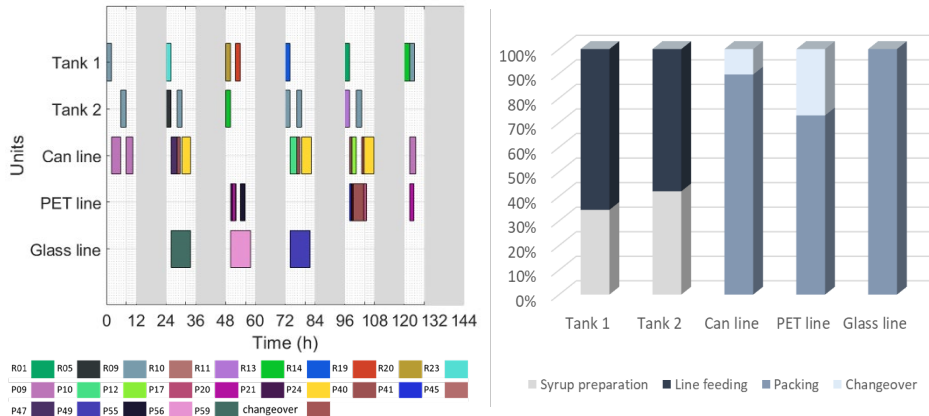 Units
Tank 1
Tank 2
Can line
PET line
Glass line
0 12 24 36 48 60 72 84 96 108 120 132 144
Time (h)
R01 R05 R09 R10 R11 R13 R14 R19 R20 R23
P09 P10 P12 P17 P20 P21 P24 P40 P41 P45
P47 P49 P55 P56 P59 changeover
100%
90%
80%
70%
60%
50%
40%
30%
20%
10%
0%
Tank 1 Tank 2 Can line PET line Glass line
Syrup preparation Line feeding Packing Changeover